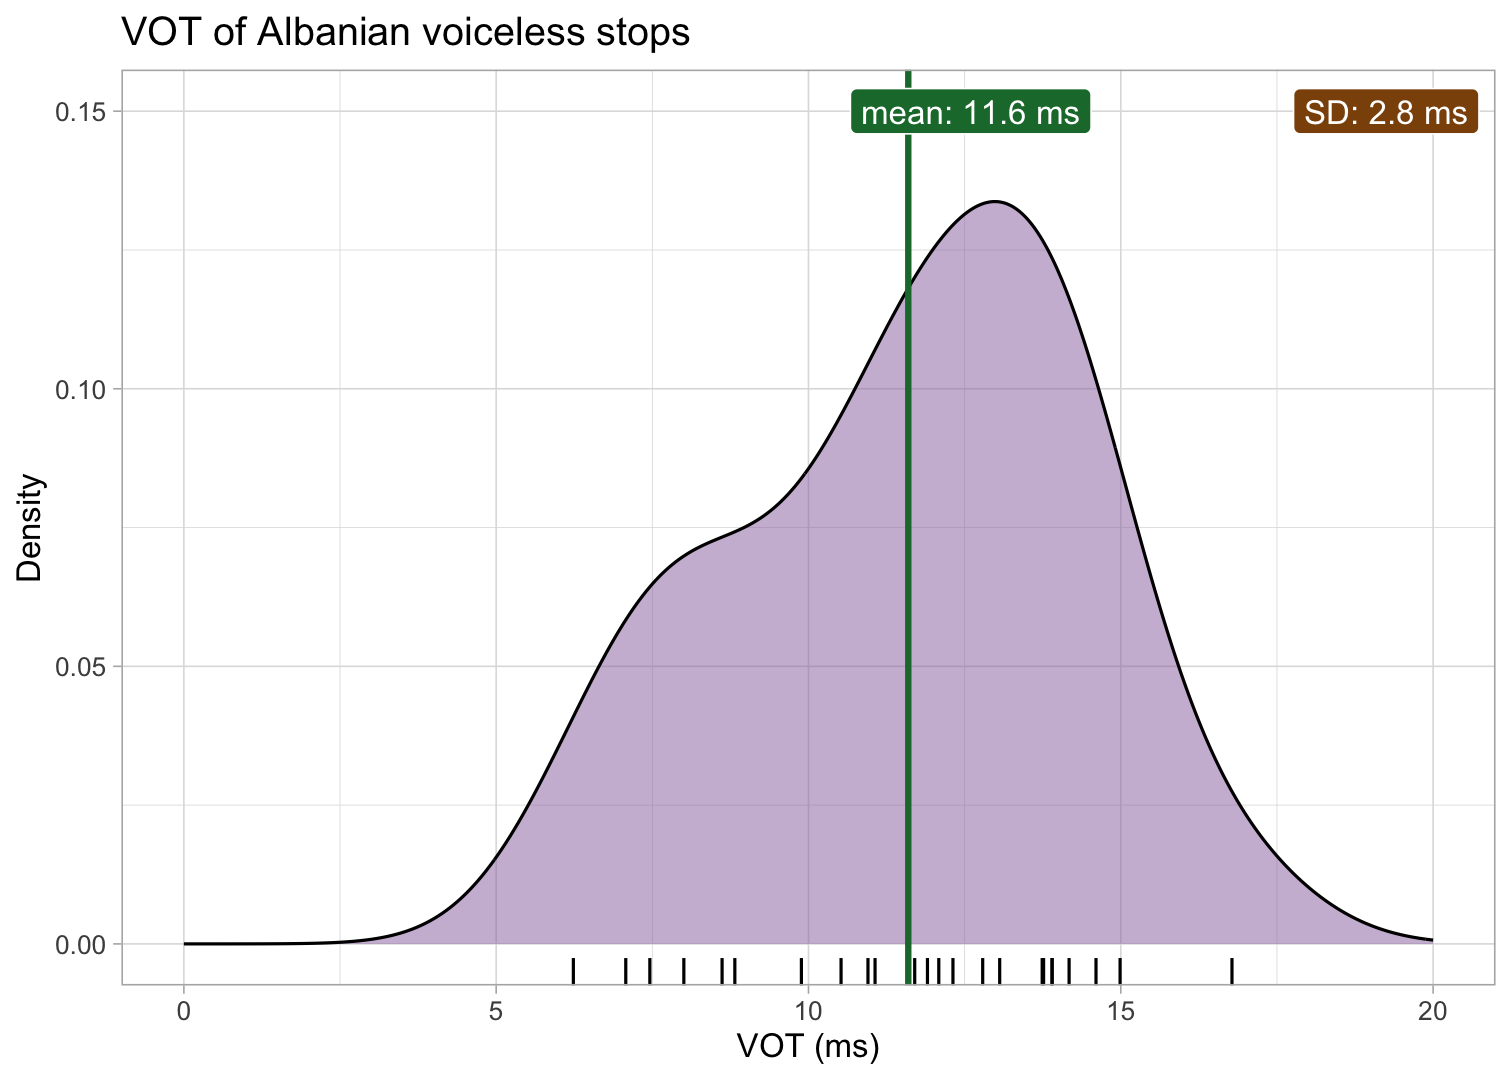 VOT of Albanian voiceless stops
mean: 11.6 ms
SD: 2.8 ms
0.15
0.10
0.05
0.00
Density
0 5 10 15 20
VOT (ms)